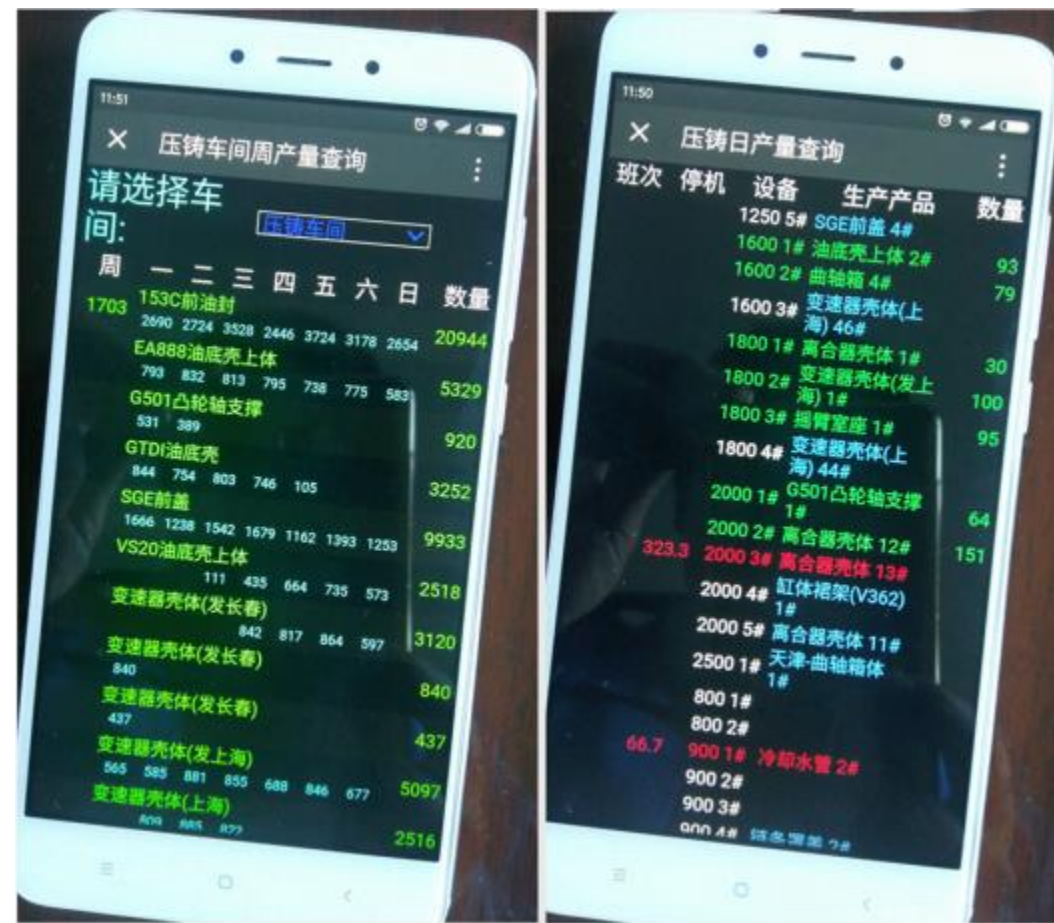 11:51
压铸车间周产量查询
请选择车
间:
压铸车间
周 一 二 三 四 五 六 日 数量
1703 153C前油封
2690 2724 3528 2446 3724 3178 2654 20944
EA888油底壳上体
793 832 813 795 738 775 583 5329
G501凸轮轴支撑
531 389 920
GTDI油底壳
844 754 803 746 105 3252
SGE前盖
1666 1238 1542 1679 1162 1393 1253 9933
VS20油底壳上体
111 435 664 735 573 2518
变速器壳体(发长春)
842 817 864 597 3120
变速器壳体(发长春)
840 840
变速器壳体(发长春)
437 437
变速器壳体(发上海)
565 585 881 855 688 846 677 5097
变速器壳体(上海)
809 885 822 2516
11:50
压铸日产量查询
班次 停机 设备 生产产品 数量
1250 5# SGE前盖 4#
1600 1# 油底壳上体 2# 93
1600 2# 曲轴箱 4# 79
1600 3# 变速器壳体(上
海) 46#
1800 1# 离合器壳体 1# 30
1800 2# 变速器壳体(发上
海) 1# 100
1800 3# 摇臂室座 1# 95
1800 4# 变速器壳体(上
海) 44#
2000 1# G501凸轮轴支撑
1# 64
2000 2# 离合器壳体 12# 151
323.3 2000 3# 离合器壳体 13#
2000 4# 缸体裙架(V362)
1#
2000 5# 离合器壳体 11#
2500 1# 天津-曲轴箱体
1#
800 1#
800 2#
66.7 900 1# 冷却水管 2#
900 2#
900 3#
900 4#